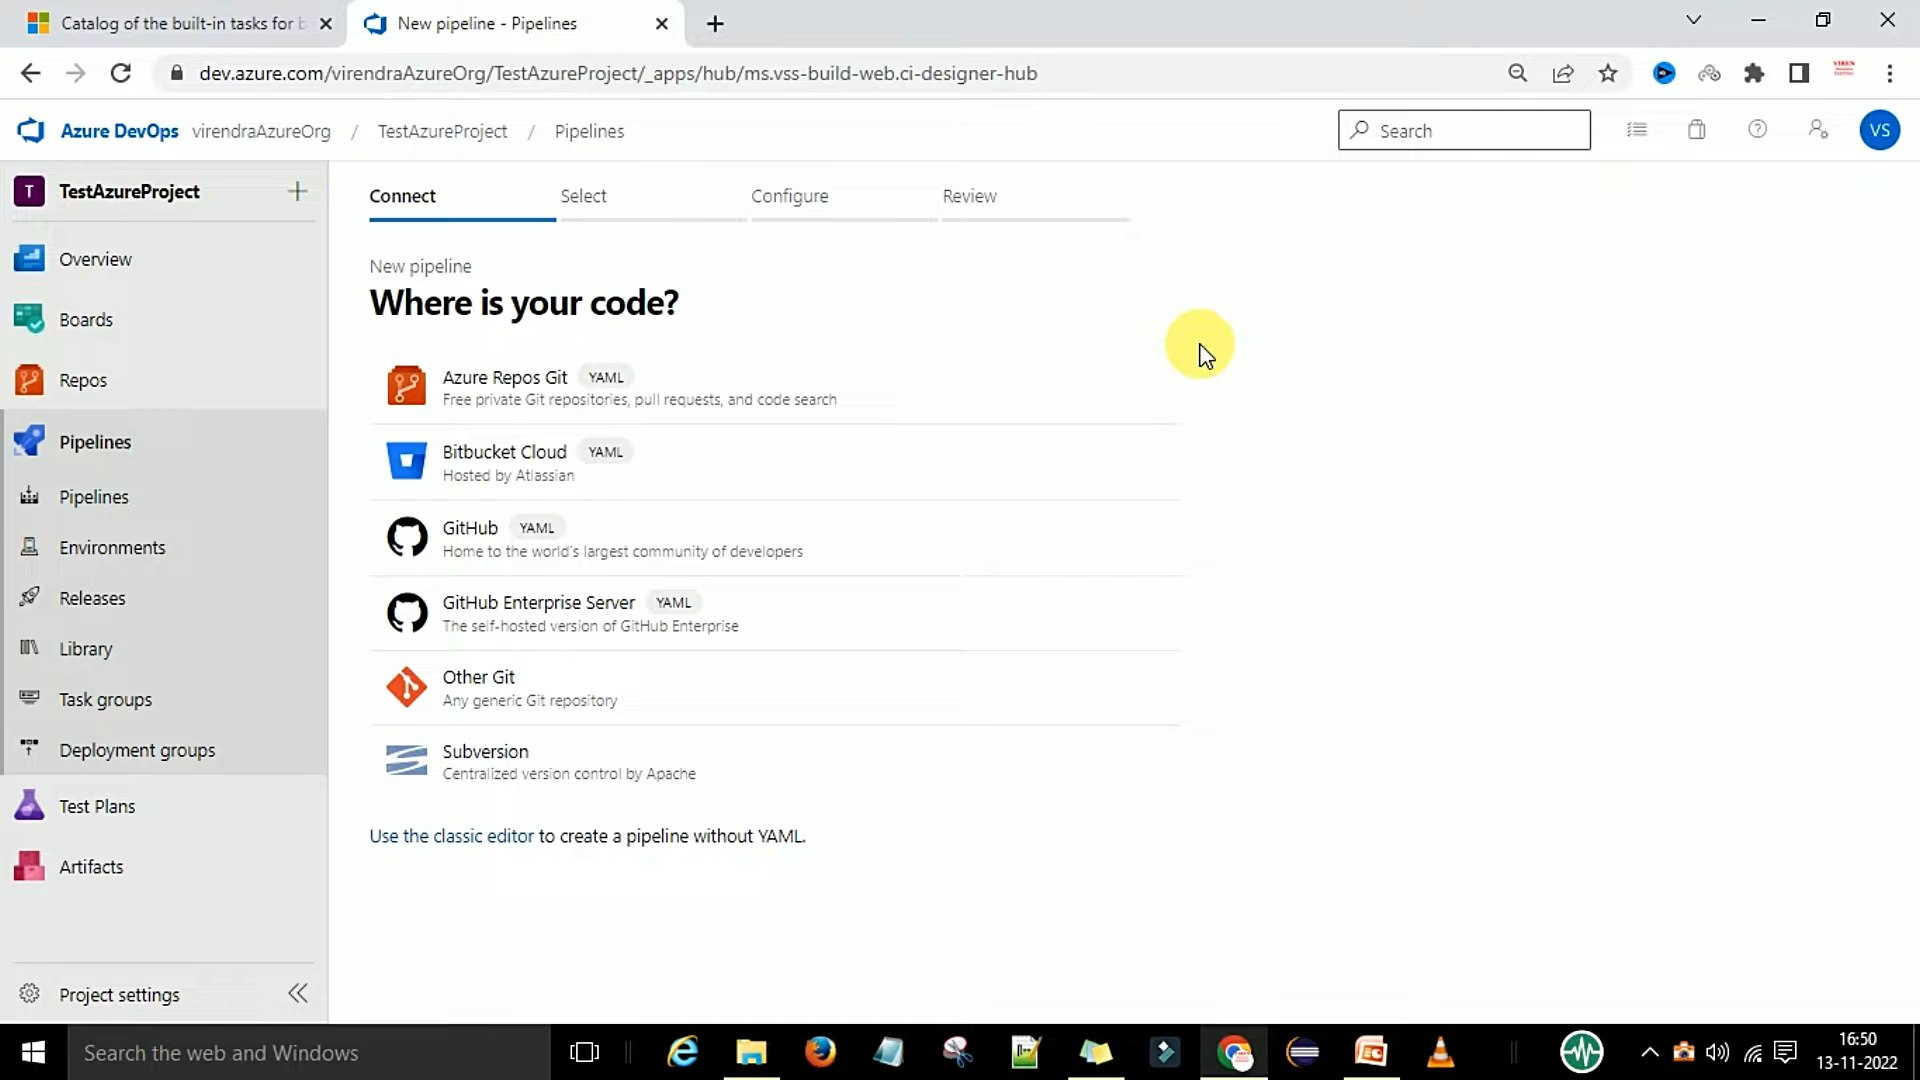 Catalog of the built-in tasks for b
New pipeline - Pipelines
dev.azure.com/virendraAzureOrg/TestAzureProject/_apps/hub/ms.vss-build-web.ci-designer-hub
Azure DevOps virendraAzureOrg / TestAzureProject / Pipelines
Search
VS
T TestAzureProject
Overview
Boards
Repos
Pipelines
Pipelines
Environments
Releases
Library
Task groups
Deployment groups
Test Plans
Artifacts
Project settings
Connect Select Configure Review
New pipeline
Where is your code?
Azure Repos Git YAML
Free private Git repositories, pull requests, and code search
Bitbucket Cloud YAML
Hosted by Atlassian
GitHub YAML
Home to the world's largest community of developers
GitHub Enterprise Server YAML
The self-hosted version of GitHub Enterprise
Other Git
Any generic Git repository
Subversion
Centralized version control by Apache
Use the classic editor to create a pipeline without YAML.
Search the web and Windows
16:50
13-11-2022